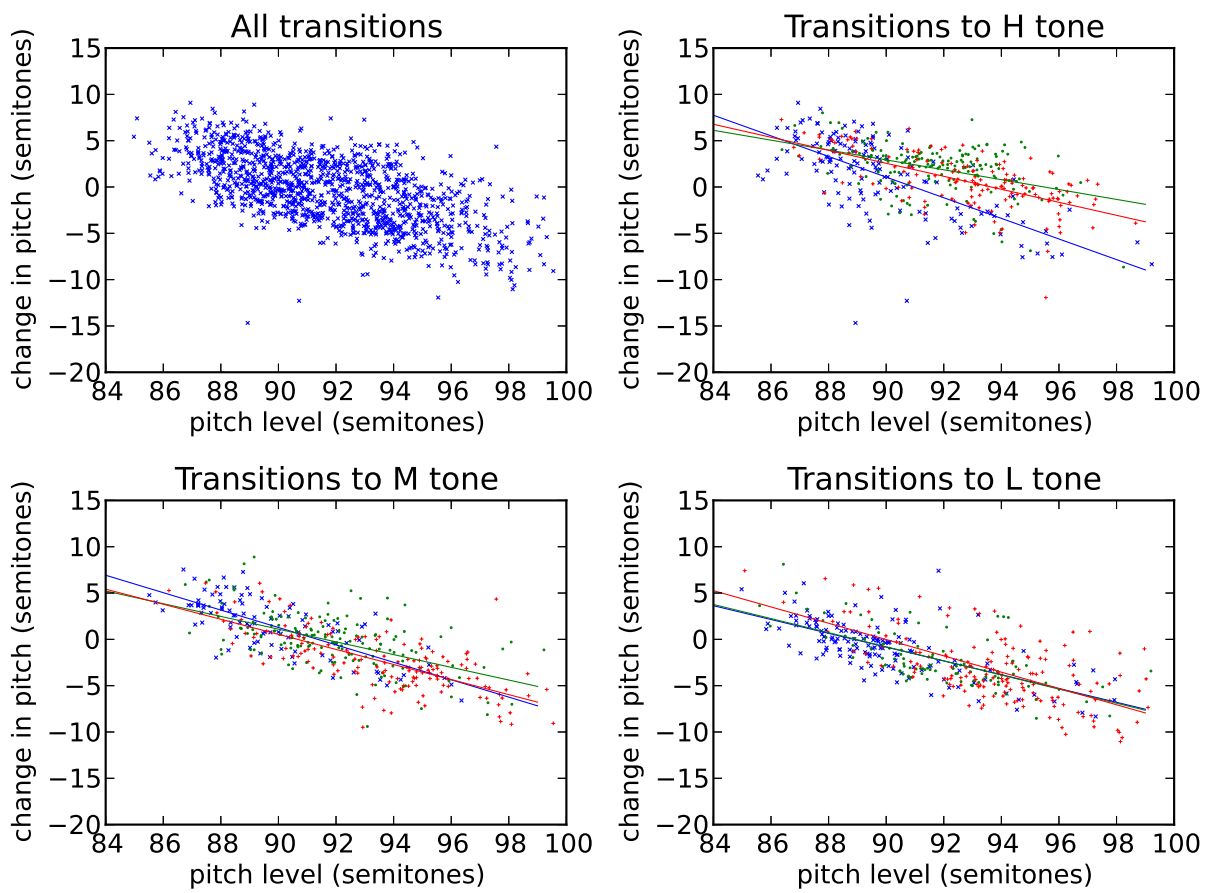 All transitions
change in pitch (semitones)
15
10
5
0
−5
−10
−15
−20
84 86 88 90 92 94 96 98 100
pitch level (semitones)
Transitions to H tone
change in pitch (semitones)
15
10
5
0
−5
−10
−15
−20
84 86 88 90 92 94 96 98 100
pitch level (semitones)
Transitions to M tone
change in pitch (semitones)
15
10
5
0
−5
−10
−15
−20
84 86 88 90 92 94 96 98 100
pitch level (semitones)
Transitions to L tone
change in pitch (semitones)
15
10
5
0
−5
−10
−15
−20
84 86 88 90 92 94 96 98 100
pitch level (semitones)